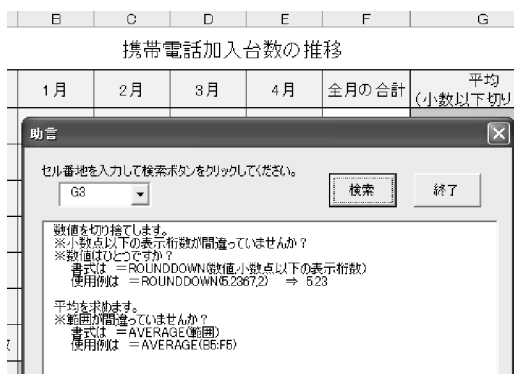 B C D E F G
携帯電話加入台数の推移
1月 2月 3月 4月 全月の合計 平均
(小数以下切り
助言
セル番地を入力して検索ボタンをクリックしてください。
G3 検索 終了
数値を切り捨てします。
※小数点以下の表示桁数が間違っていませんか?
※数値はひとつですか?
書式は =ROUNDDOWN(数値,小数点以下の表示桁数)
使用例は =ROUNDDOWN(5.2367,2) ⇒ 5.23
平均を求めます。
※範囲が間違っていませんか?
書式は =AVERAGE(範囲)
使用例は =AVERAGE(B5:F5)